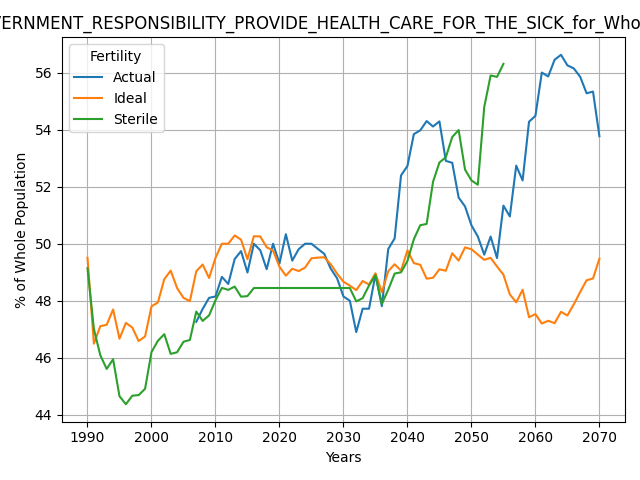 VERNMENT_RESPONSIBILITY_PROVIDE_HEALTH_CARE_FOR_THE_SICK_for_Who
Fertility
Actual
Ideal
Sterile
% of Whole Population
56
54
52
50
48
46
44
1990 2000 2010 2020 2030 2040 2050 2060 2070
Years